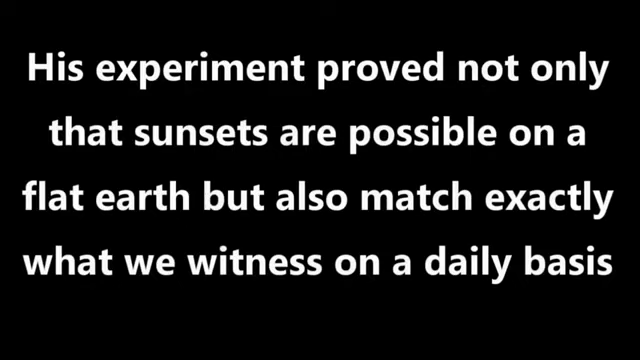 His experiment proved not only
that sunsets are possible on a
flat earth but also match exactly
what we witness on a daily basis